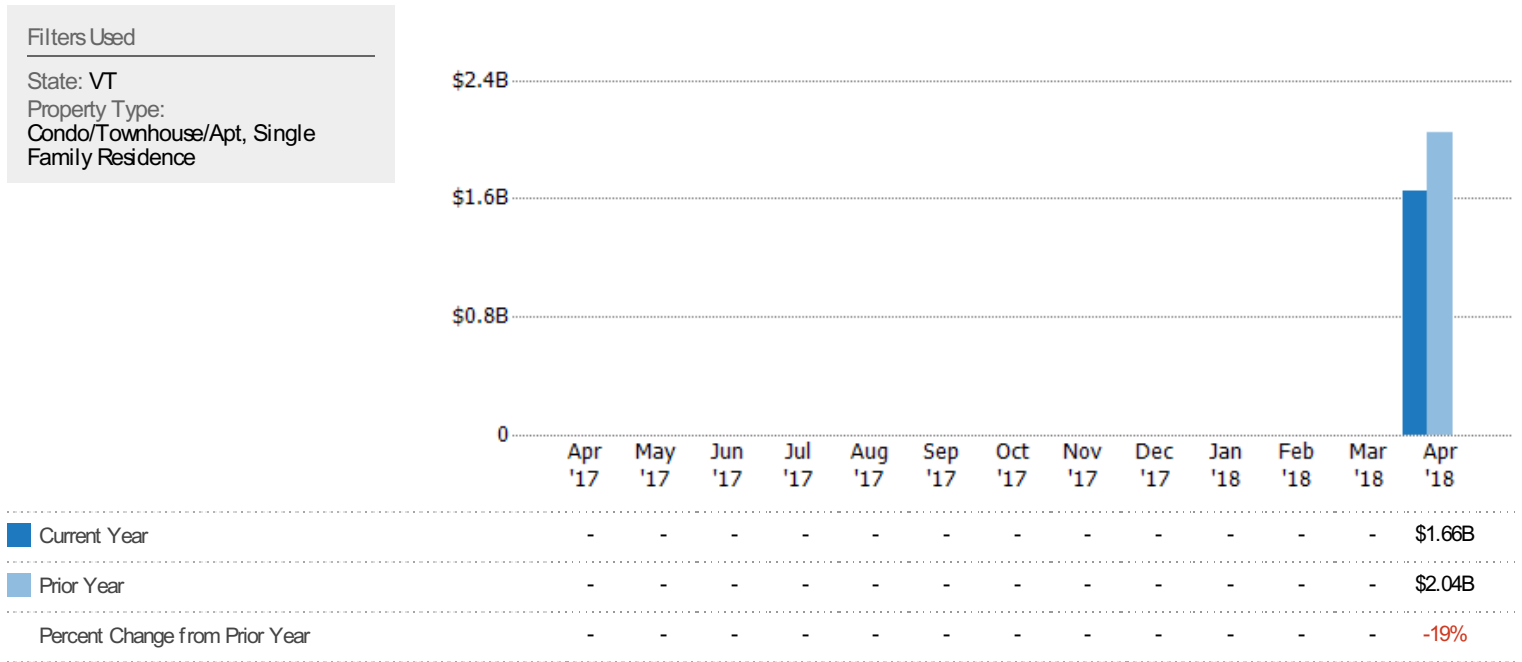 Filters Used
State: VT
Property Type:
Condo/Townhouse/Apt, Single
Family Residence
$2.4B
$1.6B
$0.8B
0
Apr May Jun Jul Aug Sep Oct Nov Dec Jan Feb Mar Apr
'17 '17 '17 '17 '17 '17 '17 '17 '17 '18 '18 '18 '18
Current Year - - - - - - - - - - - - $1.66B
Prior Year - - - - - - - - - - - - $2.04B
Percent Change from Prior Year - - - - - - - - - - - - -19%